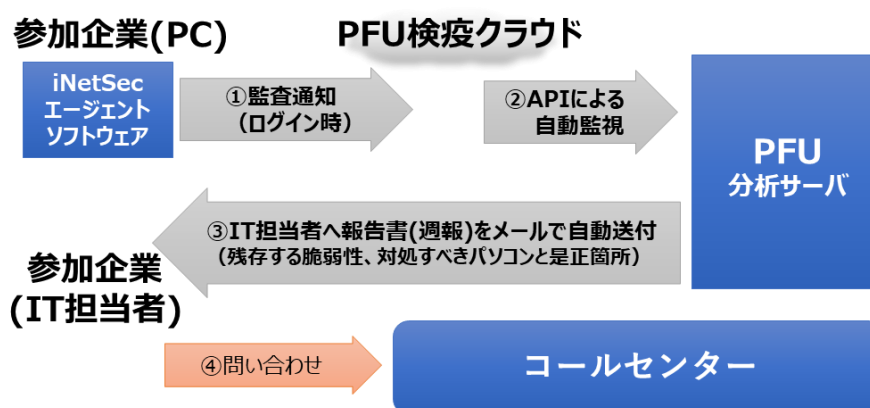 参加企業(PC)
PFU検疫クラウド
iNetSec
エージェント
ソフトウェア
①監査通知
（ログイン時）
②APIによる
自動監視
PFU
分析サーバ
③IT担当者へ報告書(週報)をメールで自動送付
（残存する脆弱性、対処すべきパソコンと是正箇所）
参加企業
(IT担当者)
④問い合わせ
コールセンター